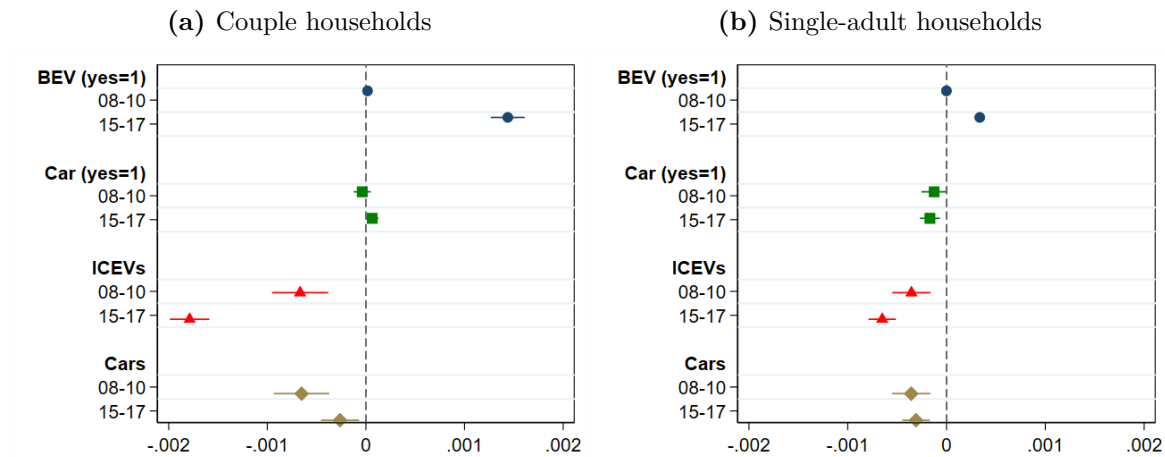 (a) Couple households
BEV (yes=1)
08-10
15-17
Car (yes=1)
08-10
15-17
ICEVs
08-10
15-17
Cars
08-10
15-17
-.002 -.001 0 .001 .002
(b) Single-adult households
BEV (yes=1)
08-10
15-17
Car (yes=1)
08-10
15-17
ICEVs
08-10
15-17
Cars
08-10
15-17
-.002 -.001 0 .001 .002